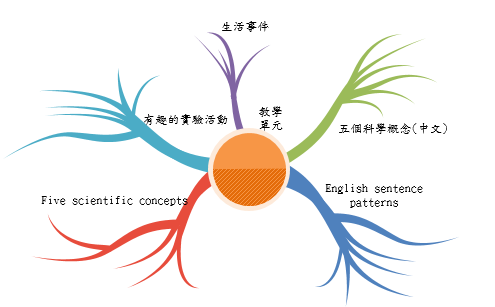 生活事件
教學
單元
有趣的實驗活動
五個科學概念(中文)
Five scientific concepts
English sentence
patterns